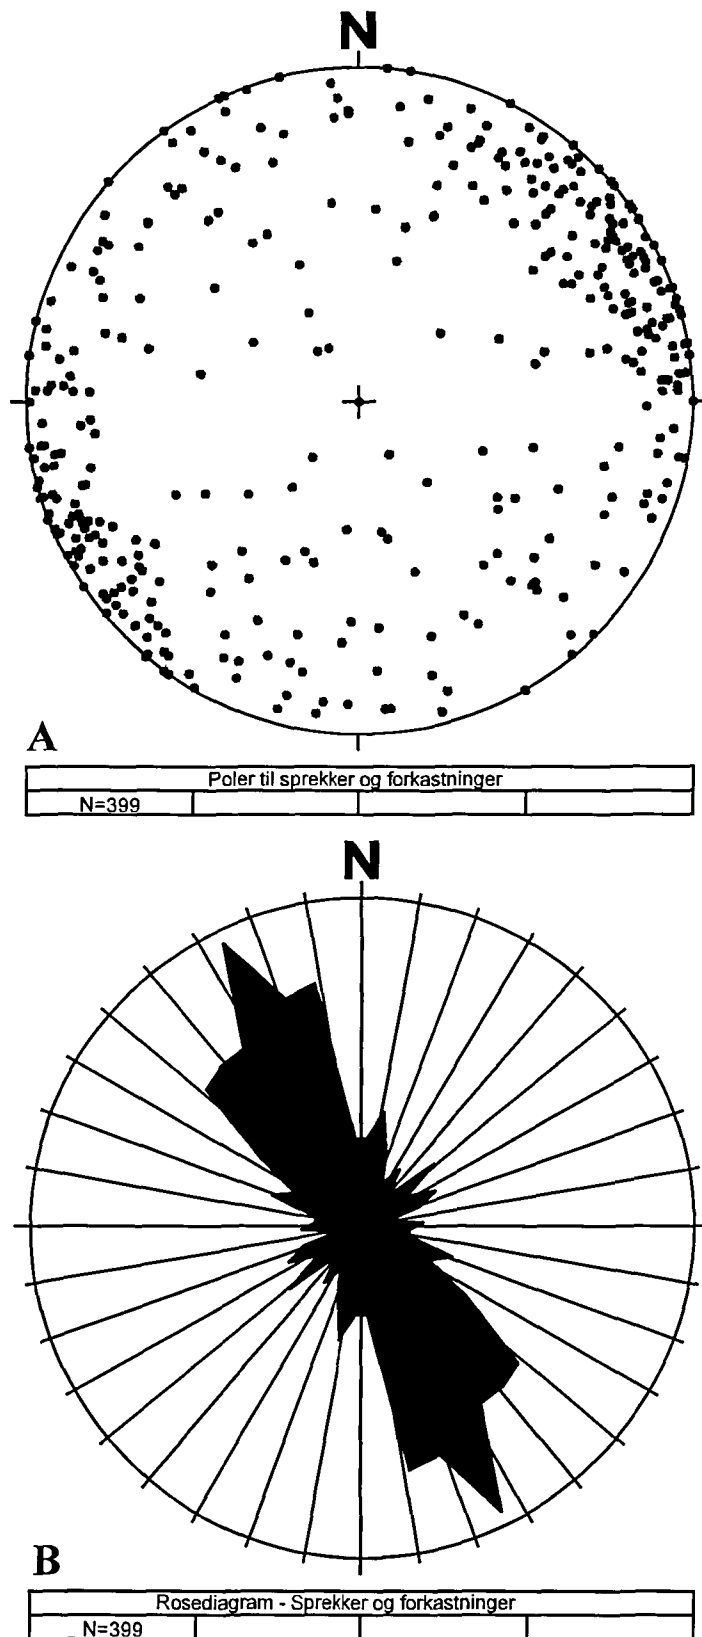 N
A
Poler til sprekker og forkastninger
N=399
N
B
Rosediagram - Sprekker og forkastninger
N=399